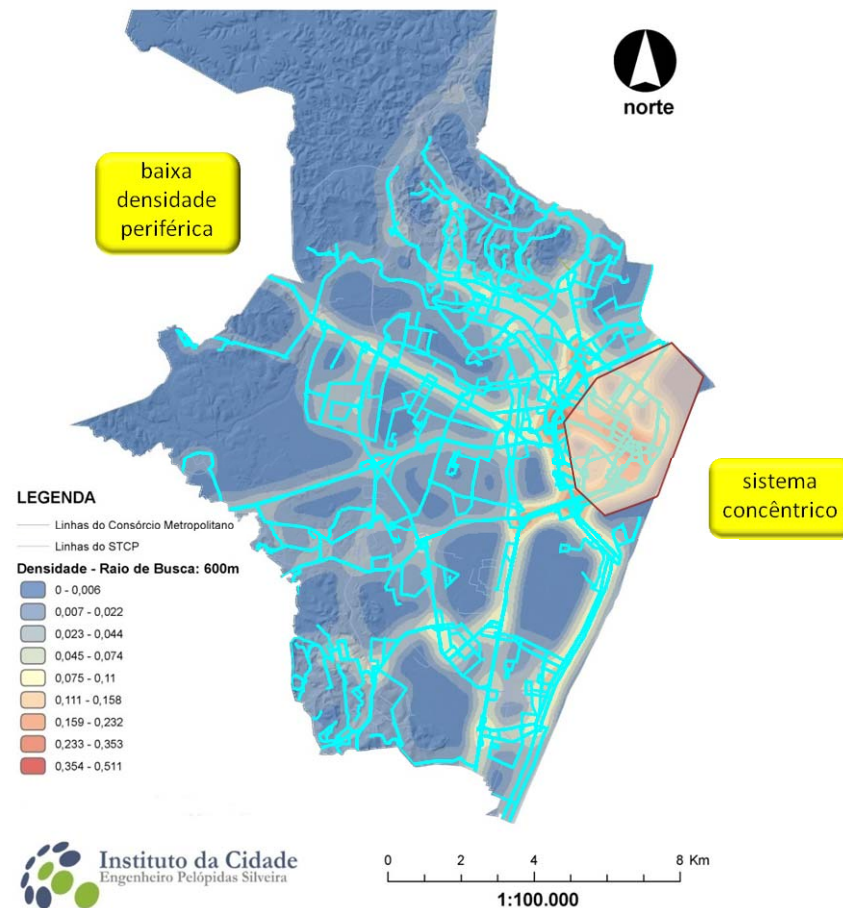 norte
baixa
densidade
periférica
sistema
concêntrico
LEGENDA
Linhas do Consórcio Metropolitano
Linhas do STCP
Densidade - Raio de Busca: 600m
0 - 0,006
0,007 - 0,022
0,023 - 0,044
0,045 - 0,074
0,075 - 0,11
0,111 - 0,158
0,159 - 0,232
0,233 - 0,353
0,354 - 0,511
Instituto da Cidade
Engenheiro Pelópidas Silveira
0 2 4 8 Km
1:100.000